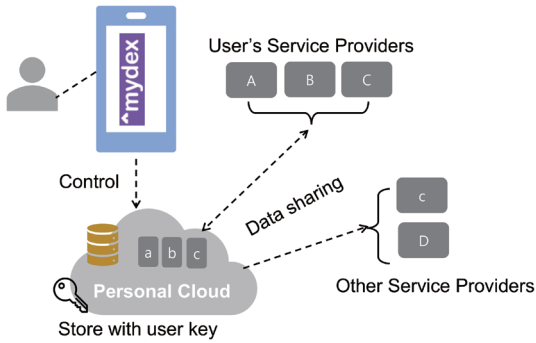 ^mydex
User's Service Providers
A B C
Control
Data sharing
a b c
Personal Cloud
Store with user key
c
D
Other Service Providers